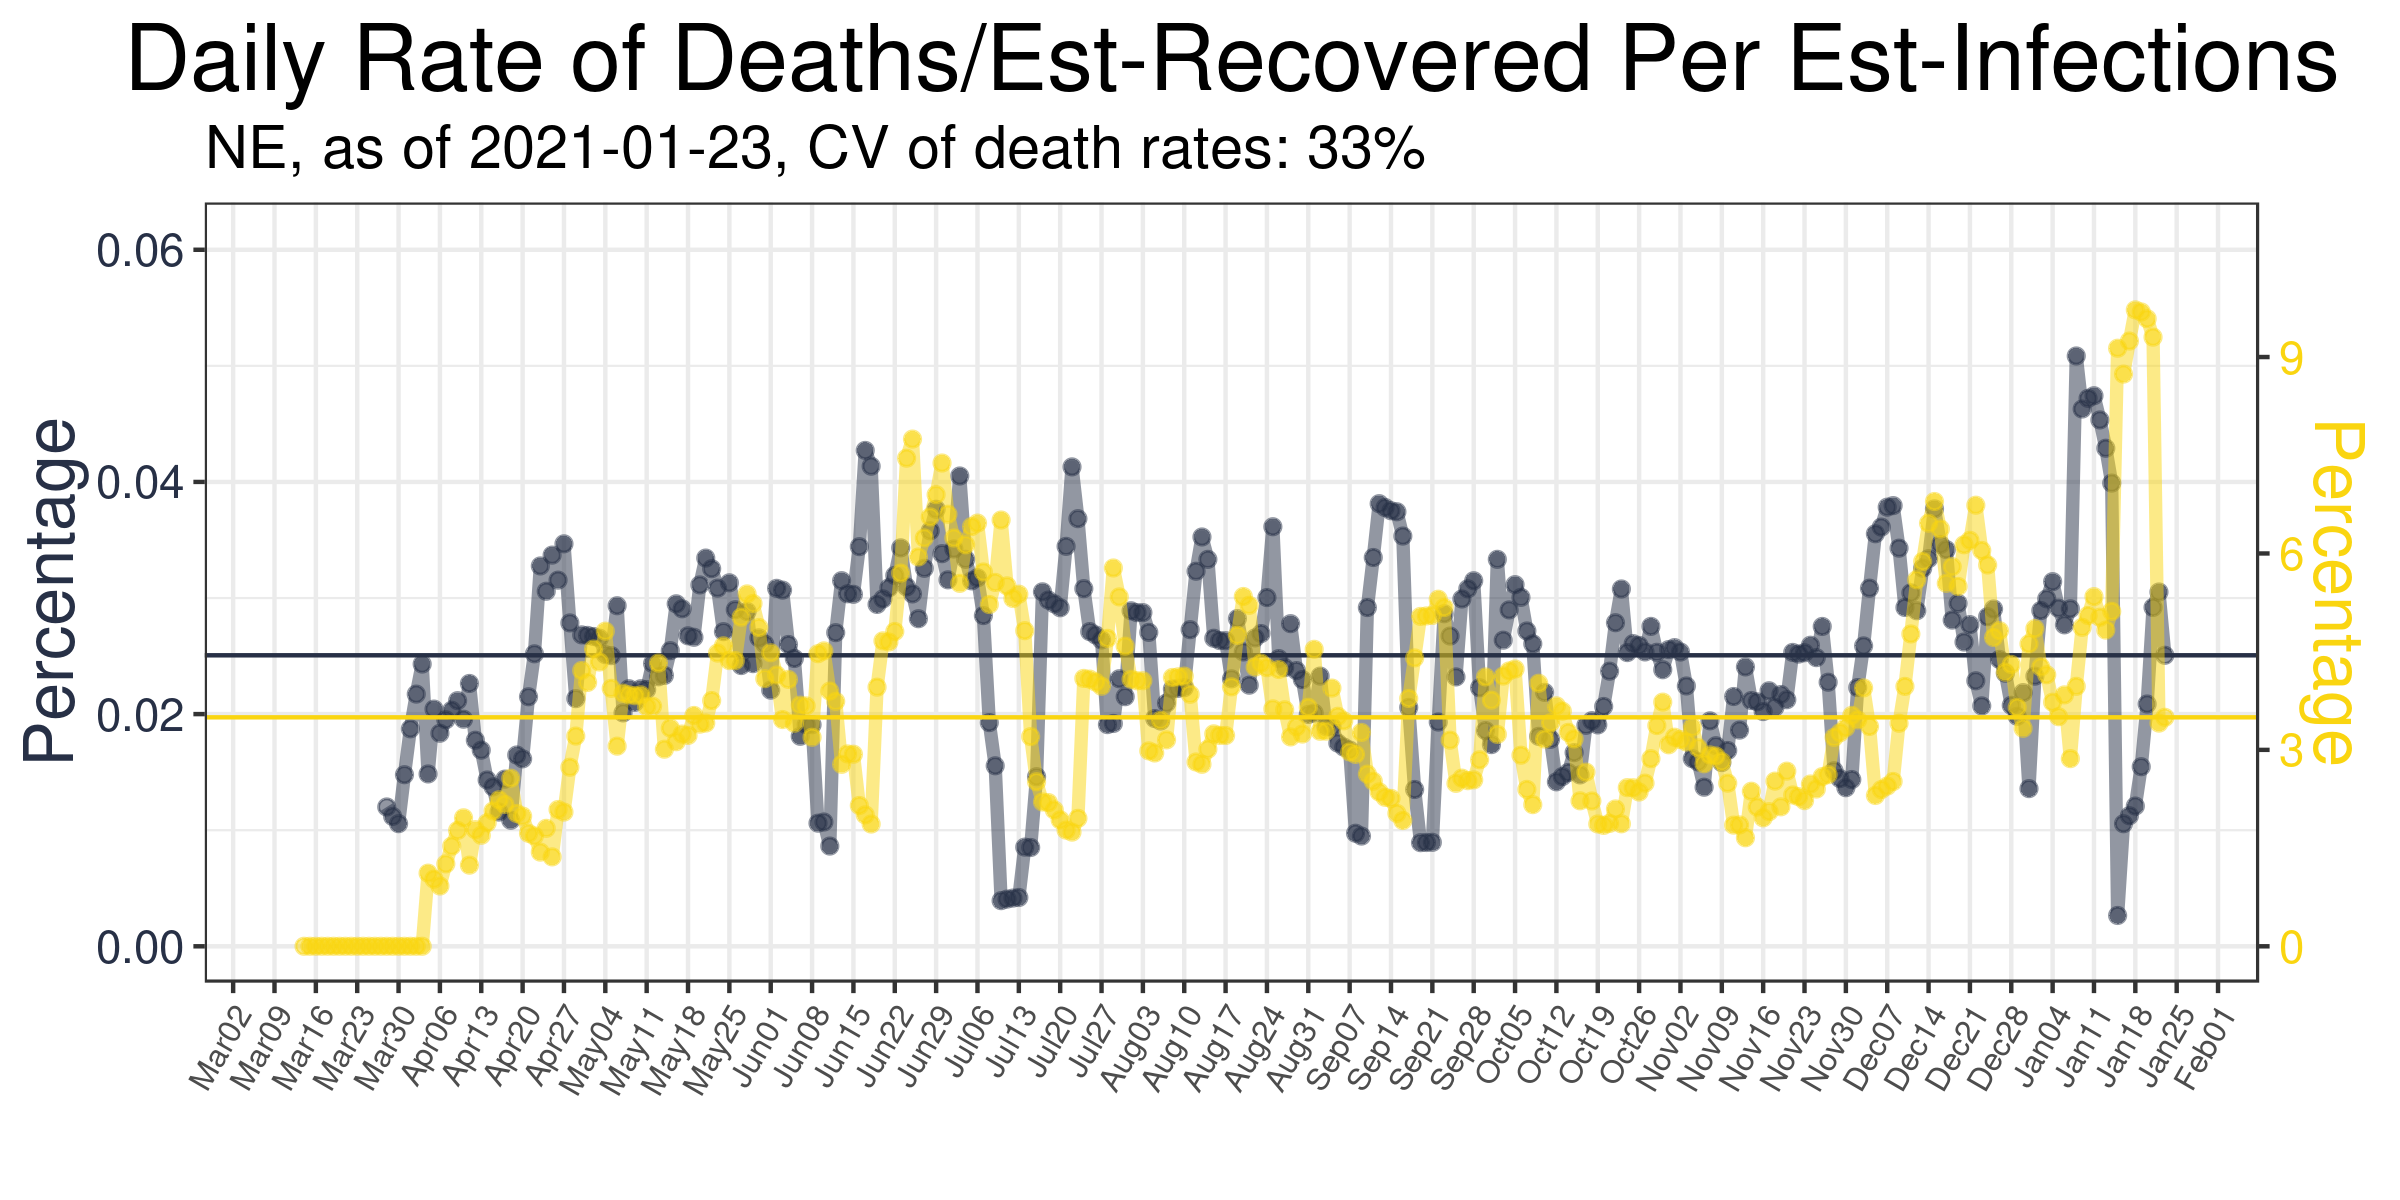 Daily Rate of Deaths/Est-Recovered Per Est-Infections
NE, as of 2021-01-23, CV of death rates: 33%
Percentage
0.06
0.04
0.02
0.00
9
6
3
0
Percentage
Mar02
Mar09
Mar16
Mar23
Mar30
Apr06
Apr13
Apr20
Apr27
May04
May11
May18
May25
Jun01
Jun08
Jun15
Jun22
Jun29
Jul06
Jul13
Jul20
Jul27
Aug03
Aug10
Aug17
Aug24
Aug31
Sep07
Sep14
Sep21
Sep28
Oct05
Oct12
Oct19
Oct26
Nov02
Nov09
Nov16
Nov23
Nov30
Dec07
Dec14
Dec21
Dec28
Jan04
Jan11
Jan18
Jan25
Feb01